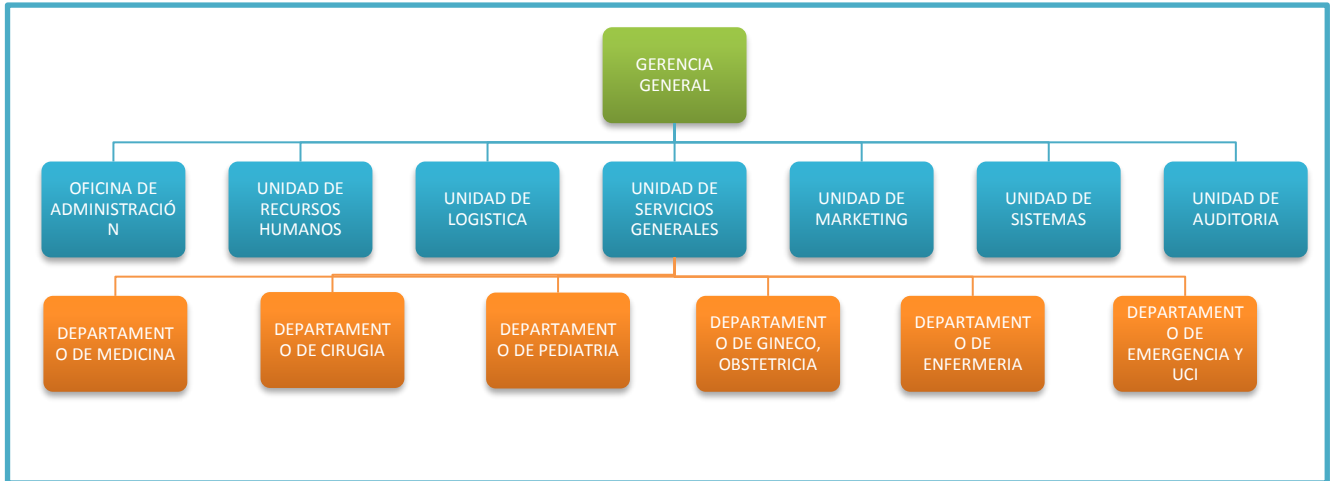 GERENCIA
GENERAL
OFICINA DE
ADMINISTRACIÓ
N
UNIDAD DE
RECURSOS
HUMANOS
UNIDAD DE
LOGISTICA
UNIDAD DE
SERVICIOS
GENERALES
UNIDAD DE
MARKETING
UNIDAD DE
SISTEMAS
UNIDAD DE
AUDITORIA
DEPARTAMENT
O DE MEDICINA
DEPARTAMENT
O DE CIRUGIA
DEPARTAMENT
O DE PEDIATRIA
DEPARTAMENT
O DE GINECO,
OBSTETRICIA
DEPARTAMENT
O DE
ENFERMERIA
DEPARTAMENT
O DE
EMERGENCIA Y
UCI